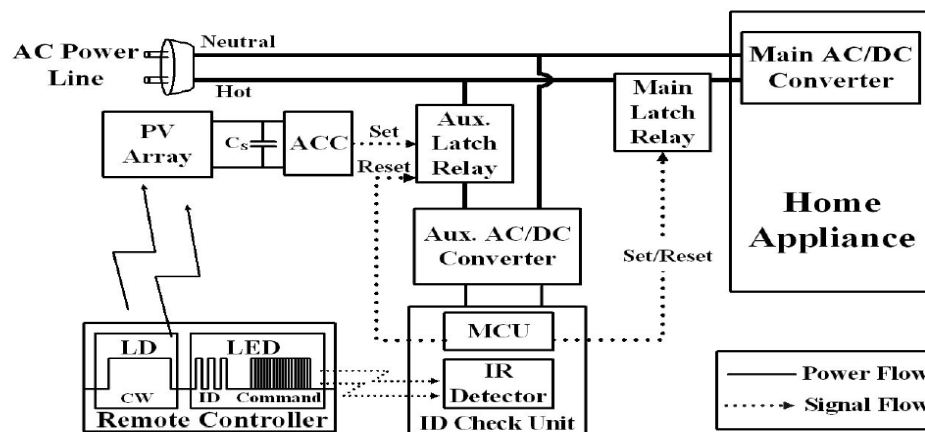 AC Power
Line
Neutral
Hot
Main AC/DC
Converter
Main
Latch
Relay
PV
Array
Cs
ACC
Set
Reset
Aux.
Latch
Relay
Home
Appliance
Aux. AC/DC
Converter
Set/Reset
MCU
IR
Detector
ID Check Unit
LD
CW
LED
ID
Command
Remote Controller
Power Flow
Signal Flow